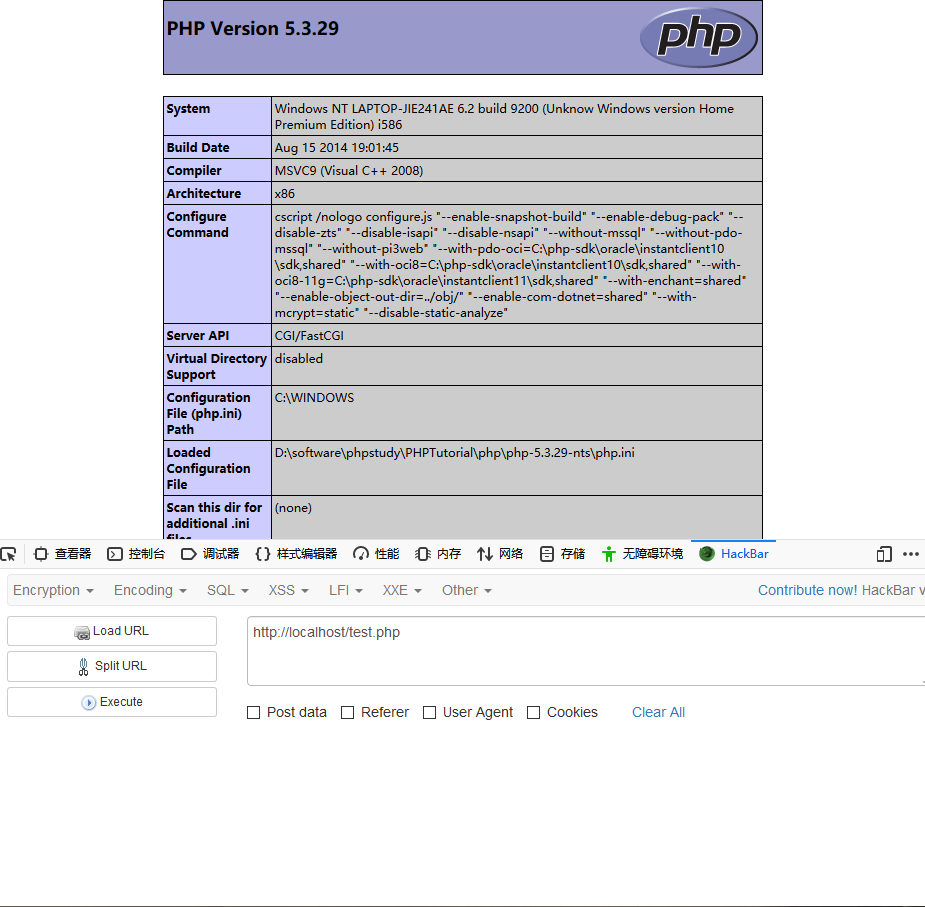 PHP Version 5.3.29
php
System
Windows NT LAPTOP-JIE241AE 6.2 build 9200 (Unknow Windows version Home
Premium Edition) i586
Build Date
Aug 15 2014 19:01:45
Compiler
MSVC9 (Visual C++ 2008)
Architecture
x86
Configure
Command
cscript /nologo configure.js "--enable-snapshot-build" "--enable-debug-pack" "--
disable-zts" "--disable-isapi" "--disable-nsapi" "--without-mssql" "--without-pdo-
mssql" "--without-pi3web" "--with-pdo-oci=C:\php-sdk\oracle\instantclient10
\sdk,shared" "--with-oci8=C:\php-sdk\oracle\instantclient10\sdk,shared" "--with-
oci8-11g=C:\php-sdk\oracle\instantclient11\sdk,shared" "--with-enchant=shared"
"--enable-object-out-dir=../obj/" "--enable-com-dotnet=shared" "--with-
mcrypt=static" "--disable-static-analyze"
Server API
CGI/FastCGI
Virtual Directory
Support
disabled
Configuration
File (php.ini)
Path
C:\WINDOWS
Loaded
Configuration
File
D:\software\phpstudy\PHPTutorial\php\php-5.3.29-nts\php.ini
Scan this dir for
additional .ini
files
(none)
查看器 控制台 调试器 样式编辑器 性能 内存 网络 存储 无障碍环境 HackBar
Encryption Encoding SQL XSS LFI XXE Other Contribute now! HackBar v
Load URL
http://localhost/test.php
Split URL
Execute
Post data Referer User Agent Cookies Clear All